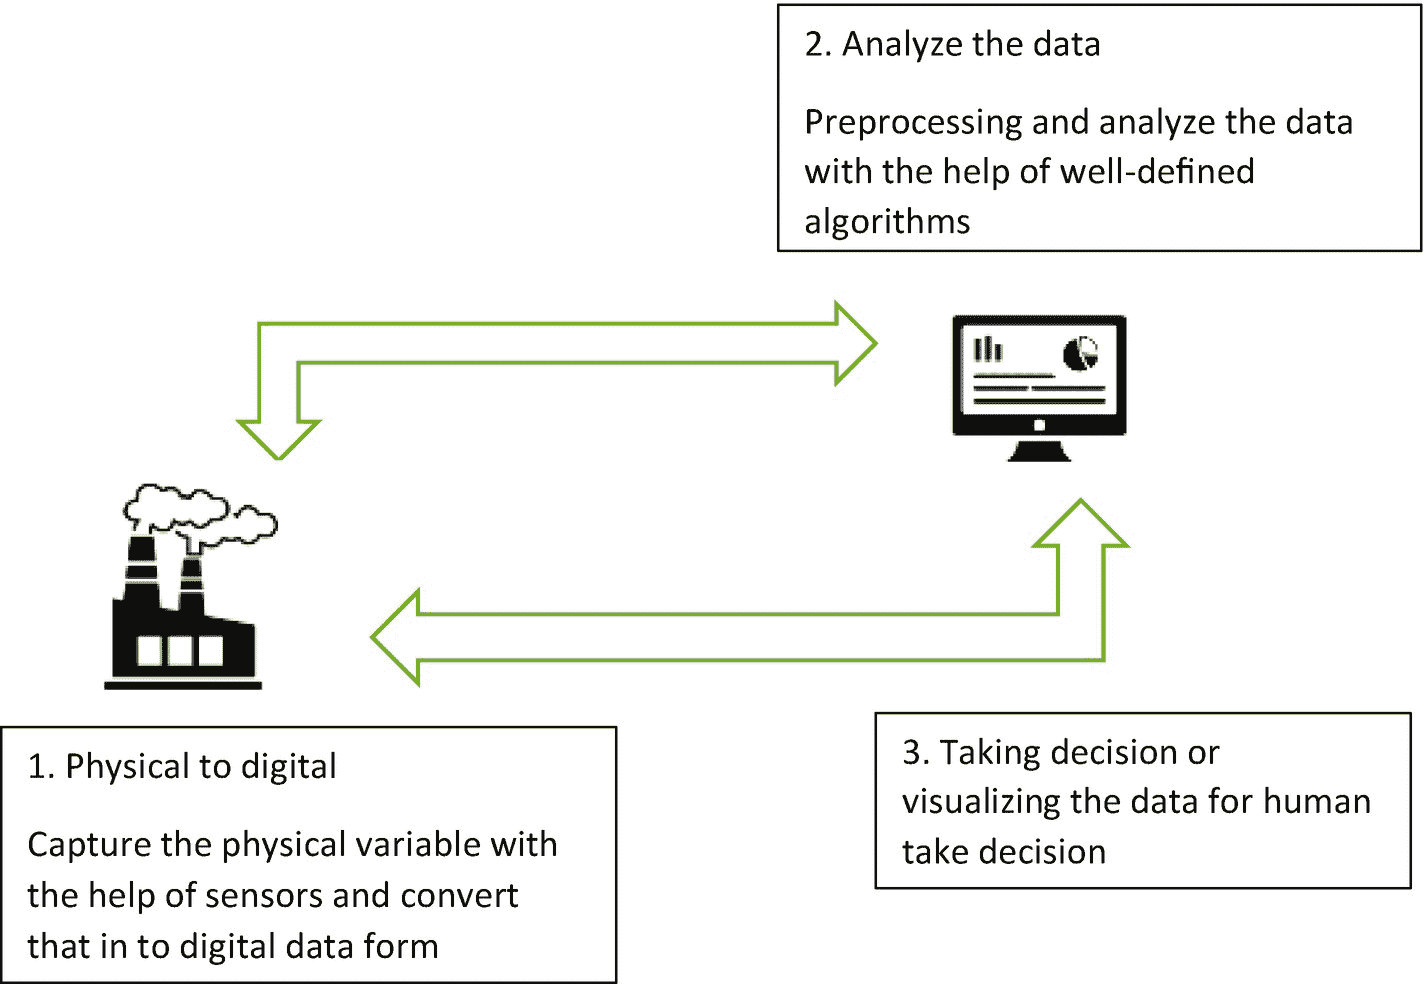 2. Analyze the data
Preprocessing and analyze the data
with the help of well-defined
algorithms
1. Physical to digital
Capture the physical variable with
the help of sensors and convert
that in to digital data form
3. Taking decision or
visualizing the data for human
take decision